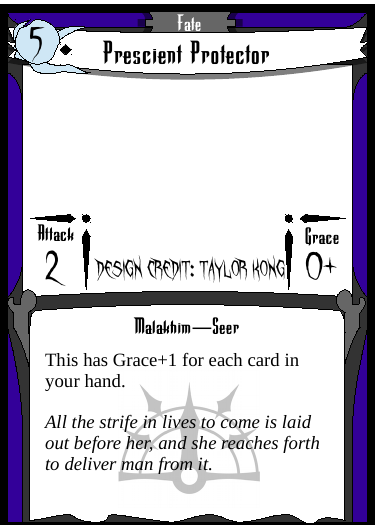 Fate
5
Prescient Protector
Attack
2
DESIGN CREDIT: TAYLOR KONG
Grace
0+
Malakhim—Seer
This has Grace+1 for each card in
your hand.
All the strife in lives to come is laid
out before her, and she reaches forth
to deliver man from it.